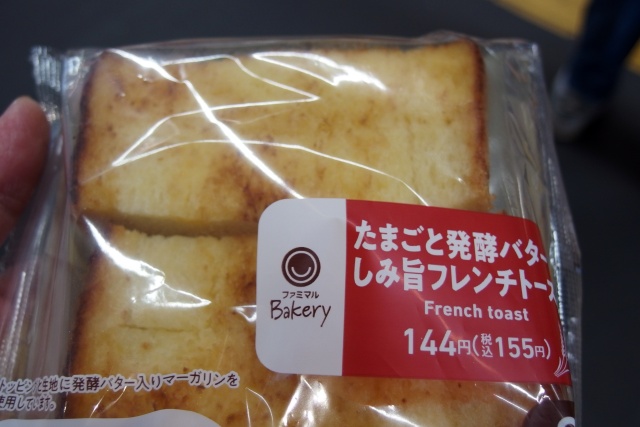 たまごと発酵バター
しみ旨フレンチトース
French toast
144円(税込155円)
ファミマル
Bakery
トッピン 生地に発酵バター入りマーガリンを
使用しています。